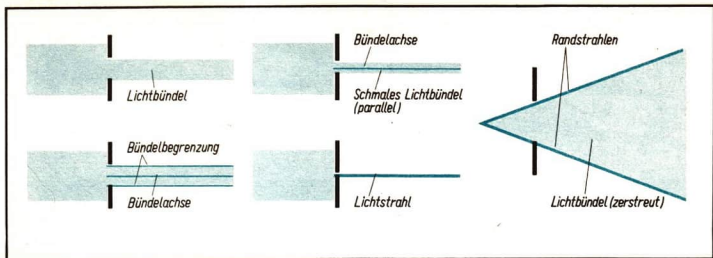 Lichtbündel
Bündelachse
Schmales Lichtbündel
(parallel)
Randstrahlen
Bündelbegrenzung
Bündelachse
Lichtstrahl
Lichtbündel (zerstreut)